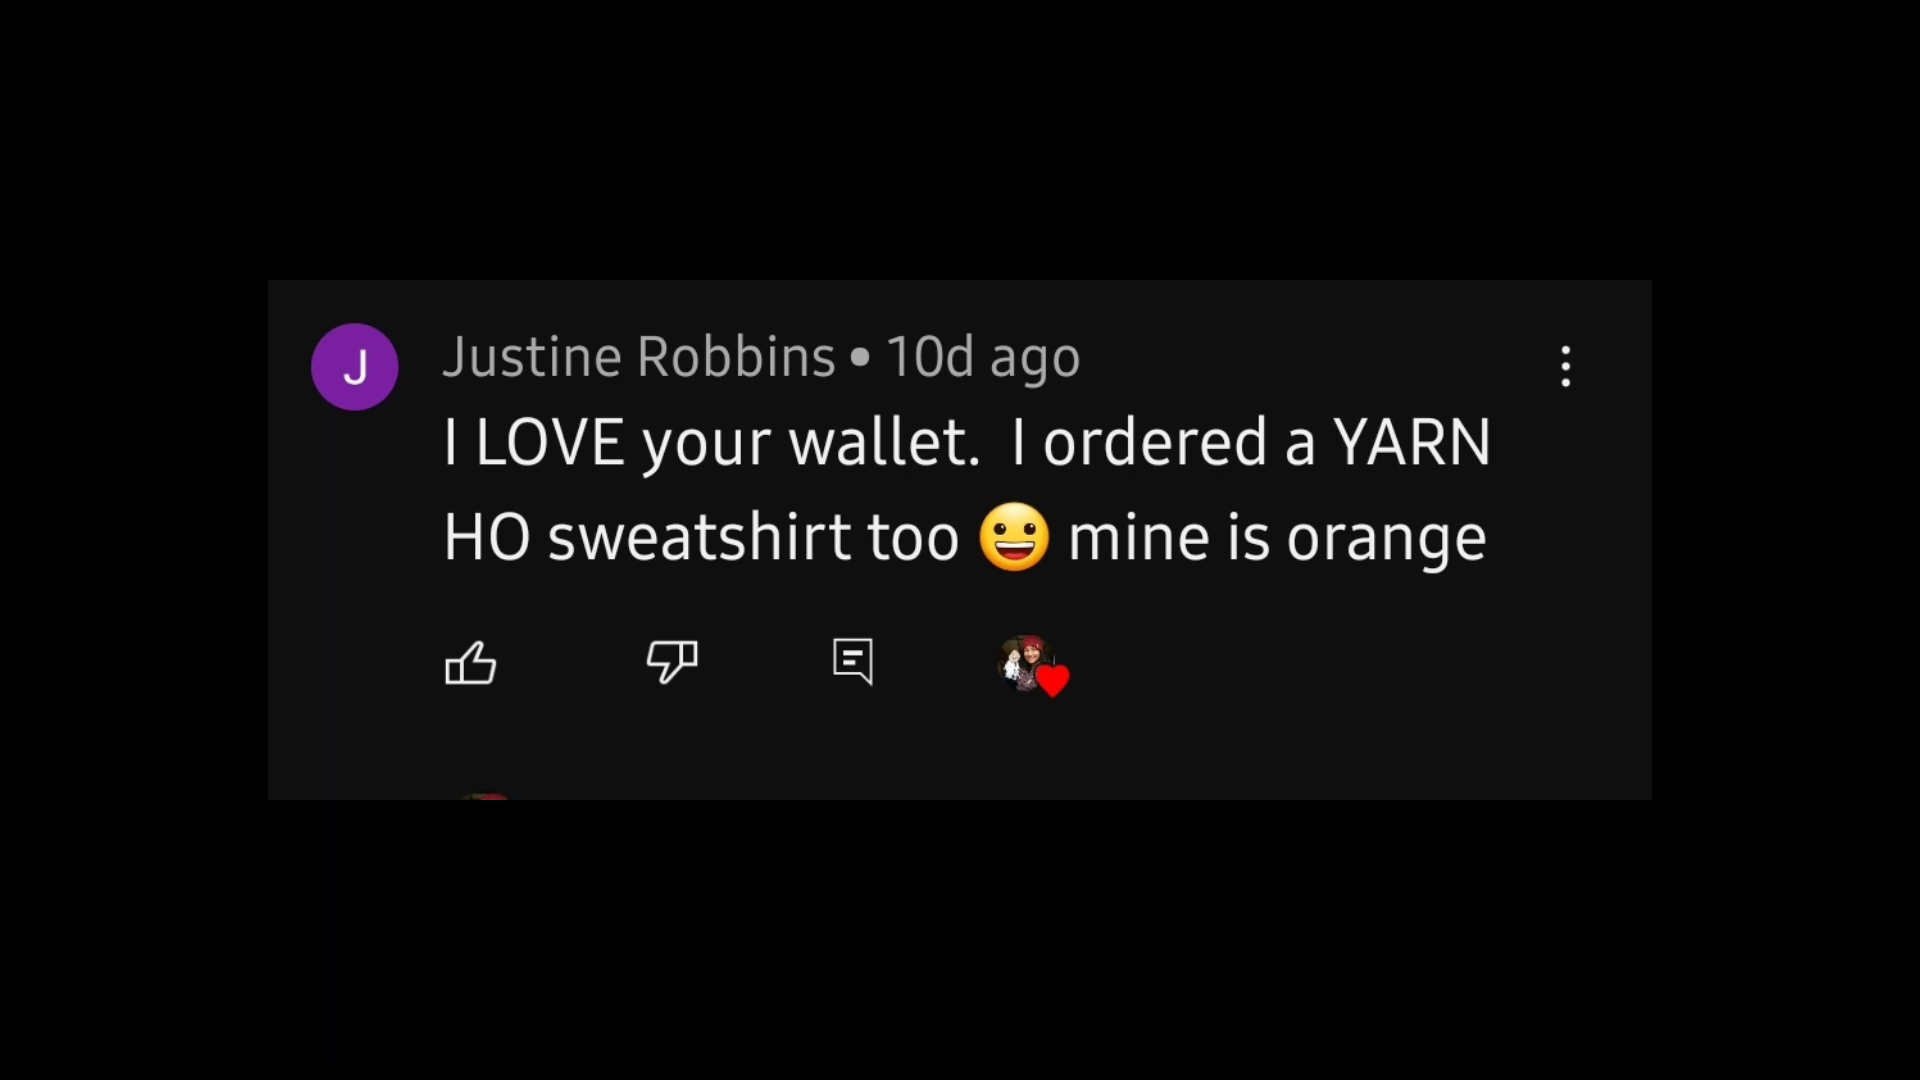 J
Justine Robbins • 10d ago
I LOVE your wallet.  I ordered a YARN
HO sweatshirt too 😀 mine is orange